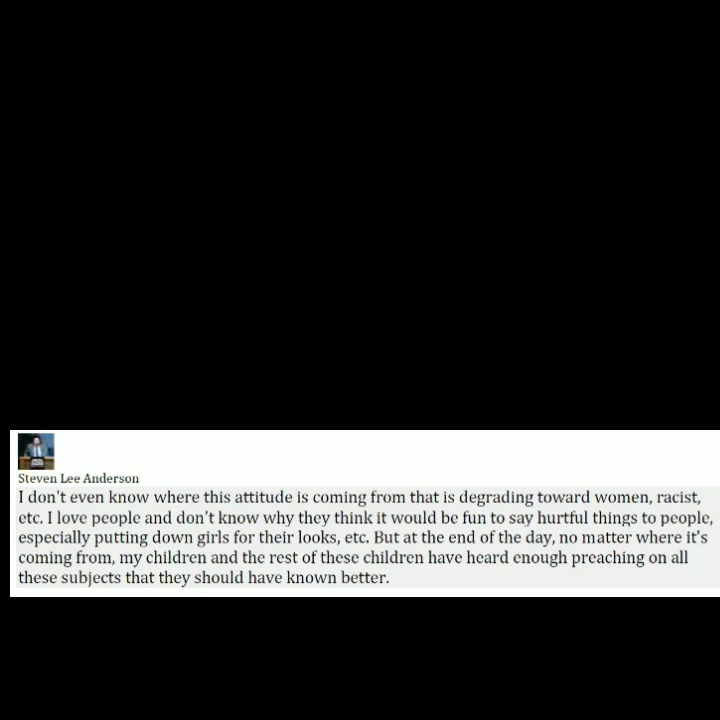 Steven Lee Anderson
I don't even know where this attitude is coming from that is degrading toward women, racist,
etc. I love people and don't know why they think it would be fun to say hurtful things to people,
especially putting down girls for their looks, etc. But at the end of the day, no matter where it's
coming from, my children and the rest of these children have heard enough preaching on all
these subjects that they should have known better.